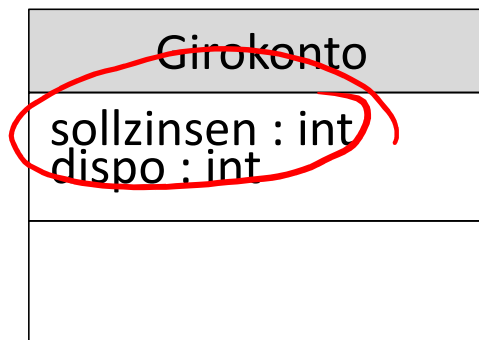 Girokonto
sollzinsen : int
dispo : int